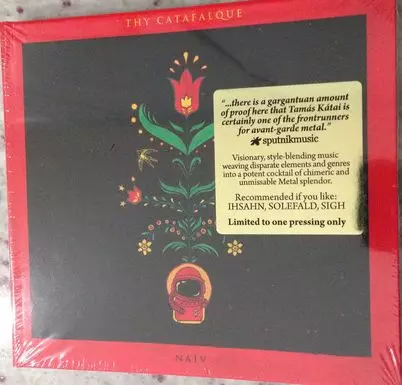 THY CATAFALQUE
"...there is a gargantuan amount
of proof here that Tamás Kátai is
certainly one of the frontrunners
for avant-garde metal."
sputnikmusic
Visionary, style-blending music
weaving disparate elements and genres
into a potent cocktail of chimeric and
unmissable Metal splendor.
Recommended if you like:
IHSAHN, SOLEFALD, SIGH
Limited to one pressing only
NAIV